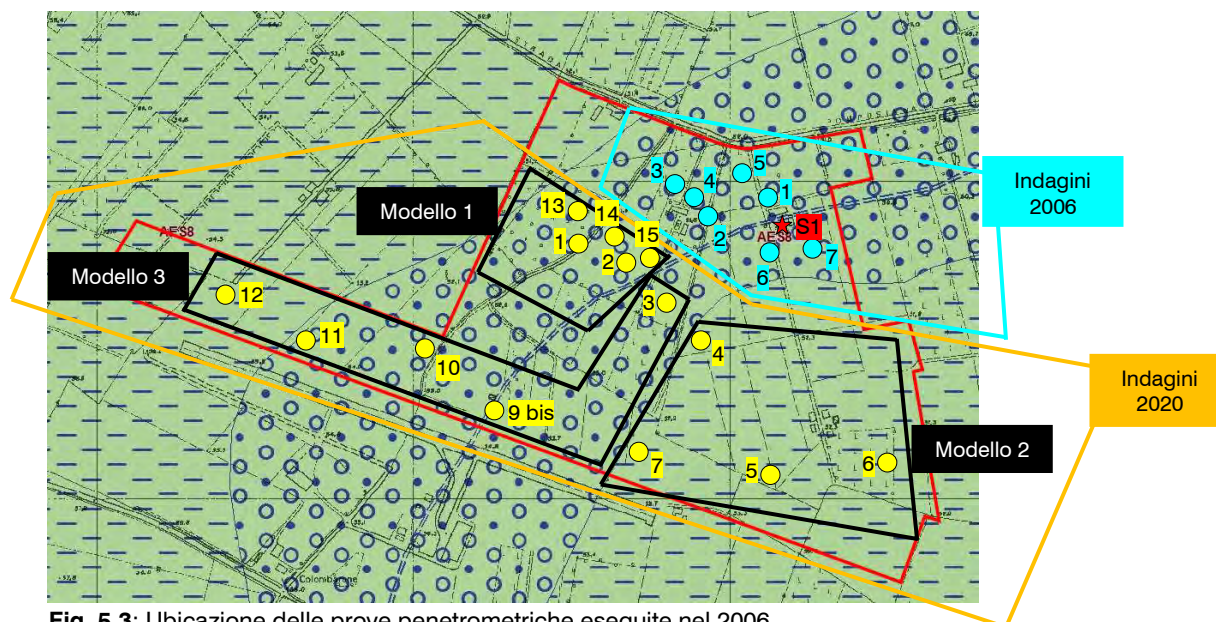 Indagini
2006
Indagini
2020
Modello 1
Modello 3
Modello 2
3
4
5
1
2
S1
AES8
6
7
13
14
1
15
2
3
AES8
12
11
10
4
9 bis
7
5
6
Colombarone
Fig. 5.3: Ubicazione delle prove penetrometriche eseguite nel 2006